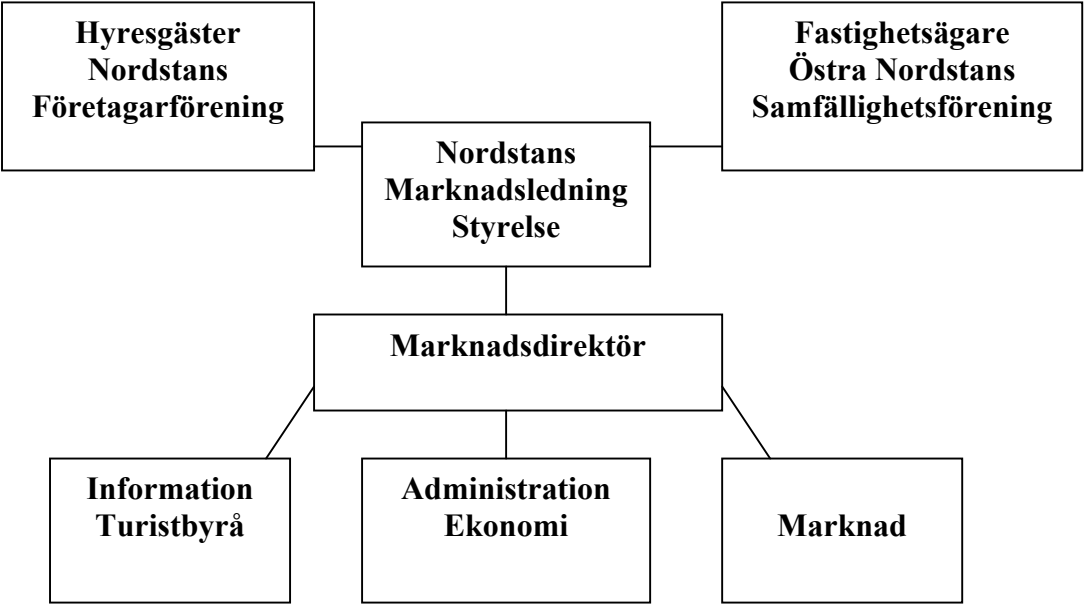 Hyresgäster
Nordstans
Företagarförening
Fastighetsägare
Östra Nordstans
Samfällighetsförening
Nordstans
Marknadsledning
Styrelse
Marknadsdirektör
Information
Turistbyrå
Administration
Ekonomi
Marknad